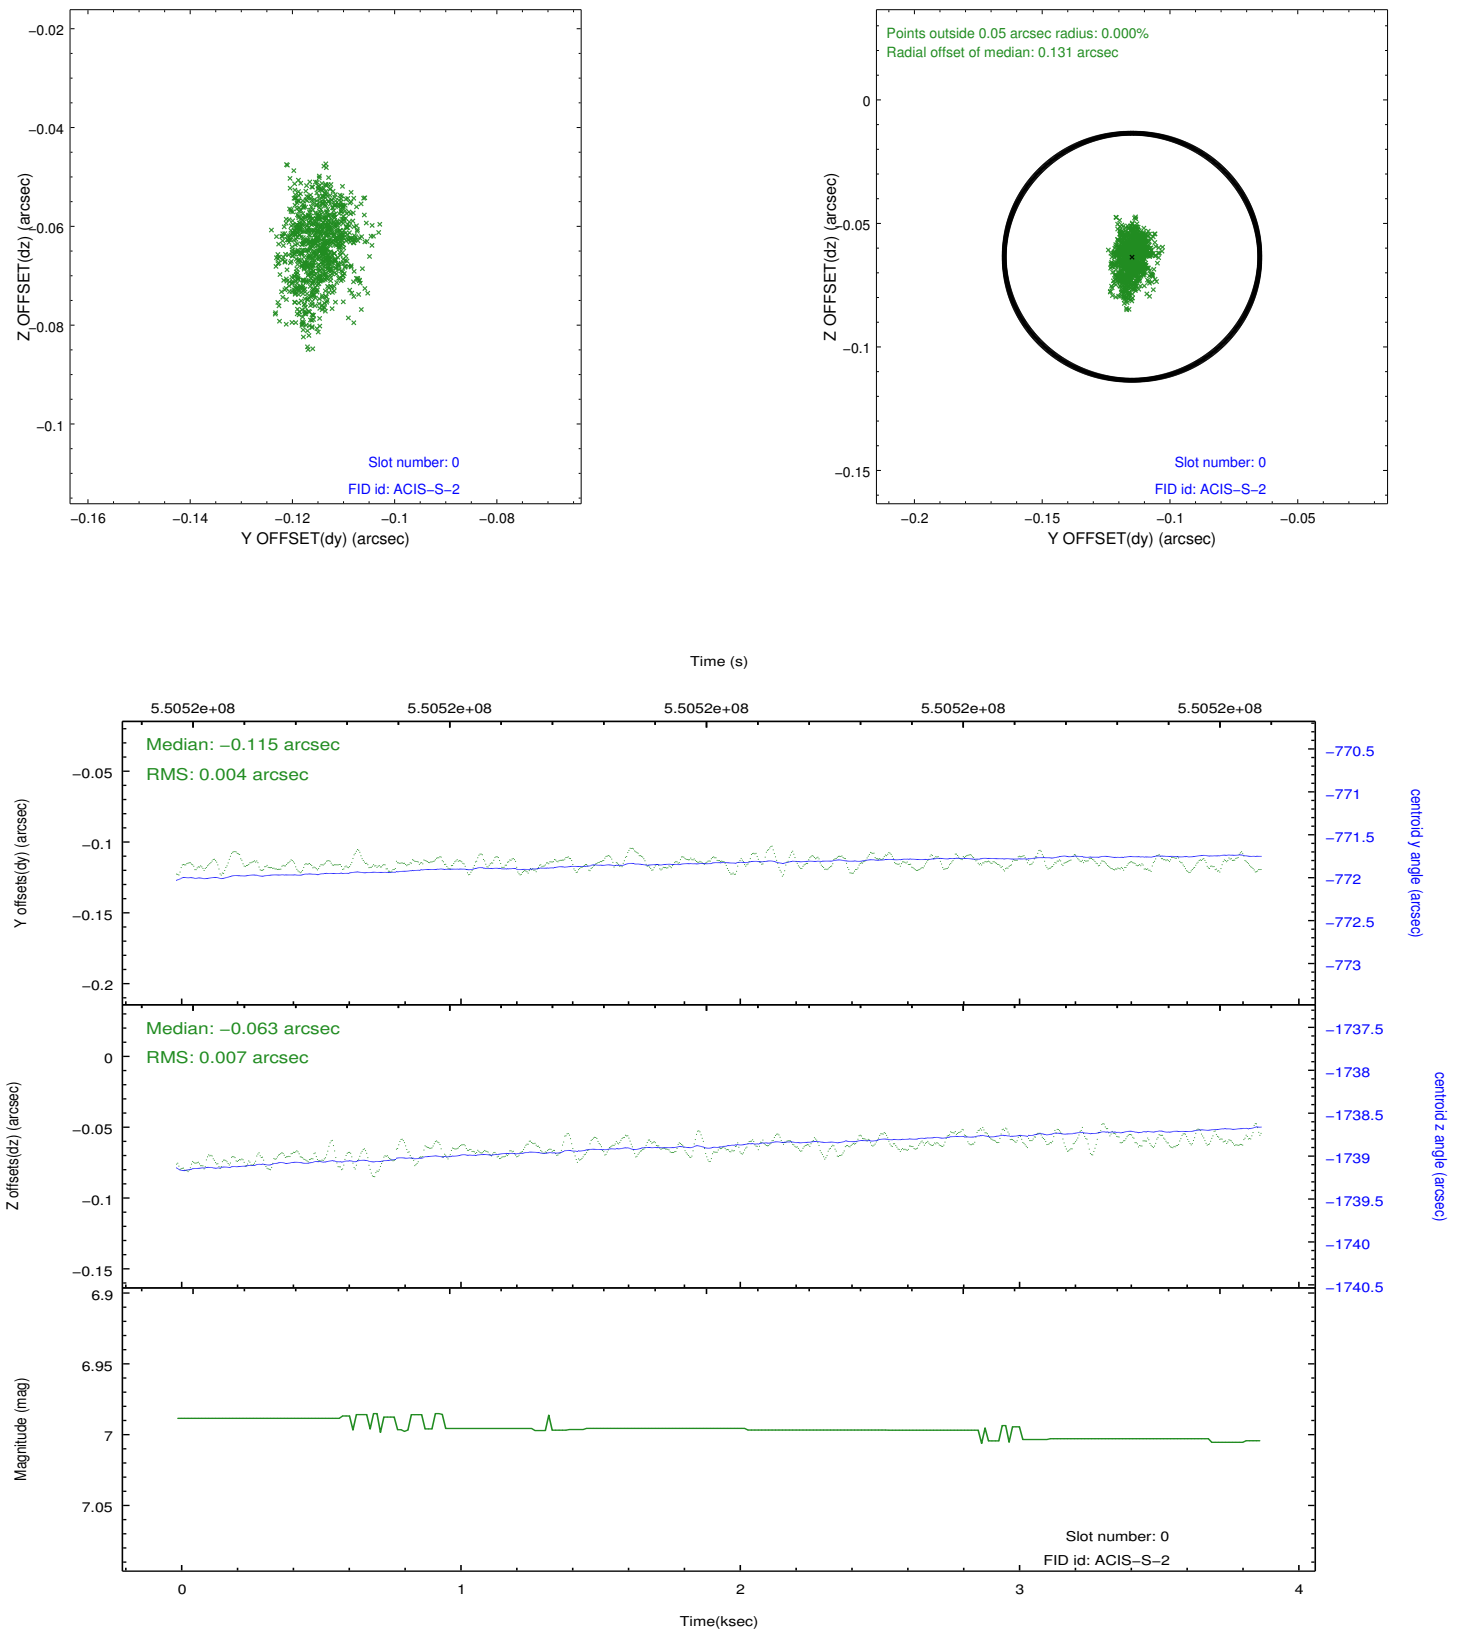 −0.02
−0.04
−0.06
−0.08
−0.1
Z OFFSET(dz) (arcsec)
Slot number: 0
FID id: ACIS−S−2
−0.16
−0.14
−0.12
−0.1
−0.08
Y OFFSET(dy) (arcsec)
Points outside 0.05 arcsec radius: 0.000%
Radial offset of median: 0.131 arcsec
0
−0.05
−0.1
−0.15
Z OFFSET(dz) (arcsec)
Slot number: 0
FID id: ACIS−S−2
−0.2
−0.15
−0.1
−0.05
Y OFFSET(dy) (arcsec)
Time (s)
5.5052e+08
5.5052e+08
5.5052e+08
5.5052e+08
5.5052e+08
Median: −0.115 arcsec
RMS: 0.004 arcsec
−0.05
−0.1
−0.15
−0.2
Y offsets(dy) (arcsec)
−770.5
−771
−771.5
−772
−772.5
−773
centroid y angle (arcsec)
Median: −0.063 arcsec
RMS: 0.007 arcsec
0
−0.05
−0.1
−0.15
Z offsets(dz) (arcsec)
−1737.5
−1738
−1738.5
−1739
−1739.5
−1740
−1740.5
centroid z angle (arcsec)
6.9
6.95
7
7.05
Magnitude (mag)
Slot number: 0
FID id: ACIS−S−2
0
1
2
3
4
Time(ksec)